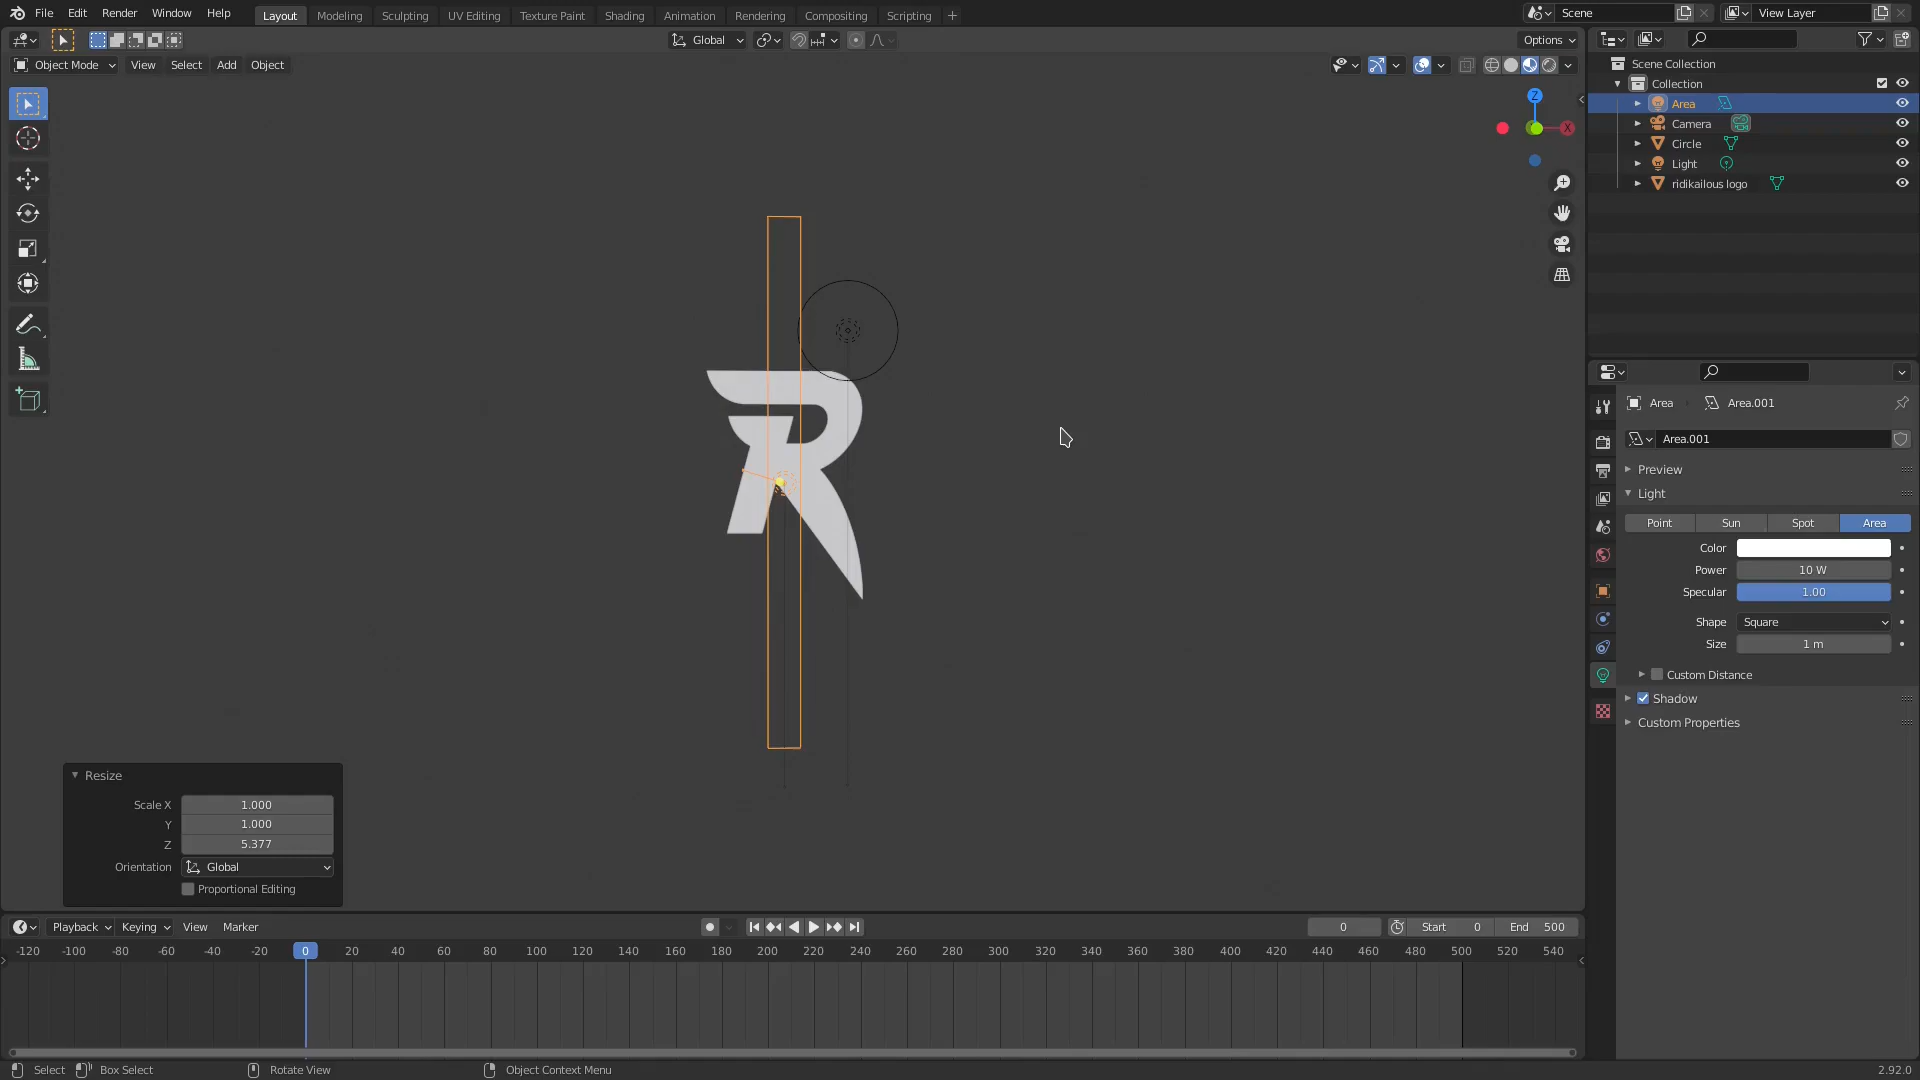 File Edit Render Window Help Layout Modeling Sculpting UV Editing Texture Paint Shading Animation Rendering Compositing Scripting + Scene View Layer
Global Options
Object Mode View Select Add Object
Scene Collection
Collection
Area
Camera
Circle
Light
ridikailous logo
Z
X
R
Area Area.001
Area.001
Preview
Light
Point Sun Spot Area
Color
Power 10 W
Specular 1.00
Shape Square
Size 1 m
Custom Distance
Shadow
Custom Properties
Resize
Scale X 1.000
Y 1.000
Z 5.377
Orientation Global
Proportional Editing
Playback Keying View Marker 0 Start 0 End 500
-120 -100 -80 -60 -40 -20 0 20 40 60 80 100 120 140 160 180 200 220 240 260 280 300 320 340 360 380 400 420 440 460 480 500 520 540
Select Box Select Rotate View Object Context Menu 2.92.0